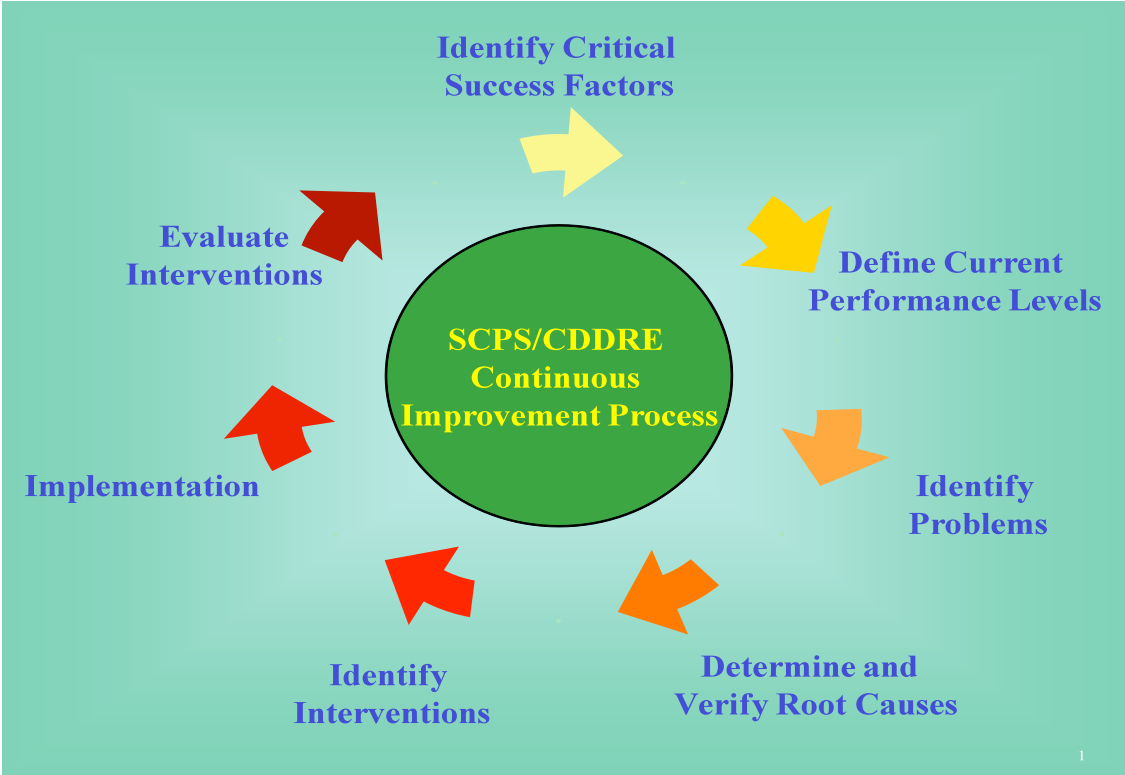 Identify Critical
Success Factors
Define Current
Performance Levels
Identify
Problems
Determine and
Verify Root Causes
Identify
Interventions
Implementation
Evaluate
Interventions
SCPS/CDDRE
Continuous
Improvement Process
1